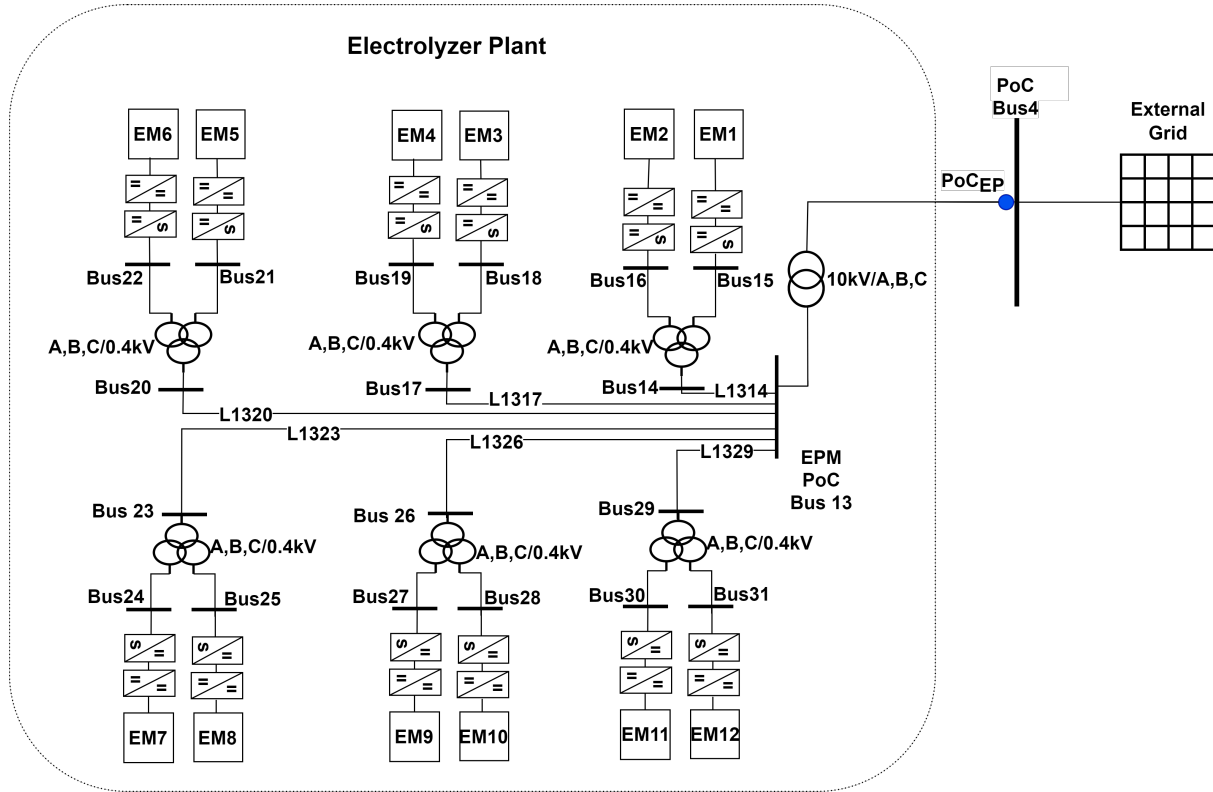 Electrolyzer Plant
PoC
Bus4
External
Grid
PoCEP
EM6
EM5
EM4
EM3
EM2
EM1
=
=
=
=
=
=
=
=
=
=
=
=
=
s
=
s
=
s
=
s
=
s
=
s
Bus22
Bus21
Bus19
Bus18
Bus16
Bus15
10kV/A,B,C
A,B,C/0.4kV
A,B,C/0.4kV
A,B,C/0.4kV
Bus20
Bus17
Bus14
L1314
L1317
L1320
L1323
L1326
L1329
EPM
PoC
Bus 13
Bus 23
Bus 26
Bus29
A,B,C/0.4kV
A,B,C/0.4kV
A,B,C/0.4kV
Bus24
Bus25
Bus27
Bus28
Bus30
Bus31
s
=
s
=
s
=
s
=
s
=
s
=
=
=
=
=
=
=
=
=
=
=
=
=
EM7
EM8
EM9
EM10
EM11
EM12